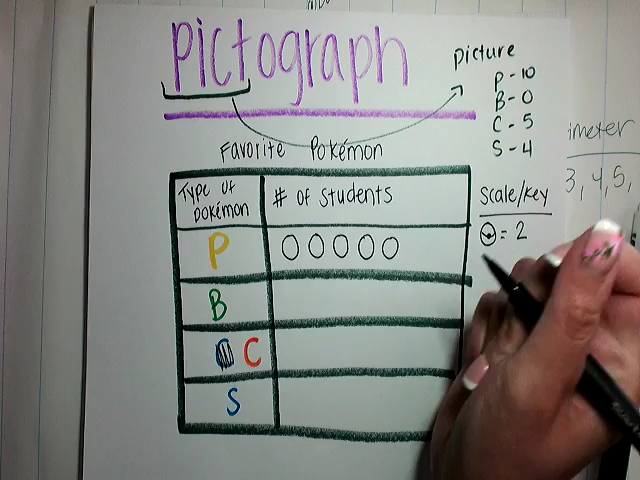 pictograph
picture
P - 10
B - 0
C - 5
S - 4
Favorite Pokémon
Type of pokémon
# of students
Scale/key
= 2
P
B
C
S
imeter
3, 4, 5,